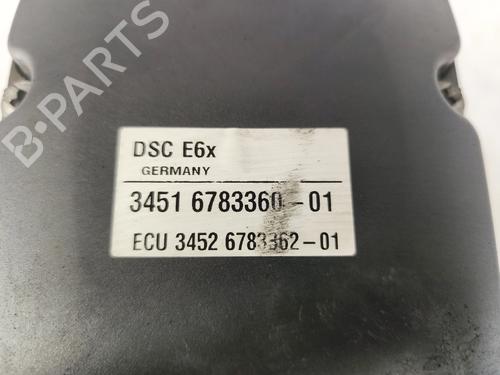 B-PARTS
DSC E6x
GERMANY
3451 6783360-01
ECU 3452 6783362-01